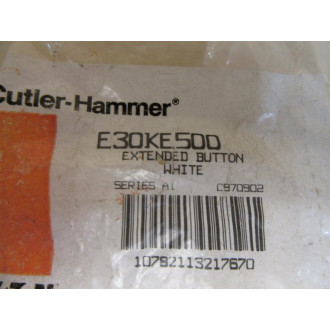 Cutler-Hammer®
E30KE500
EXTENDED BUTTON
WHITE
SERIES A1 C970902
10782113217670